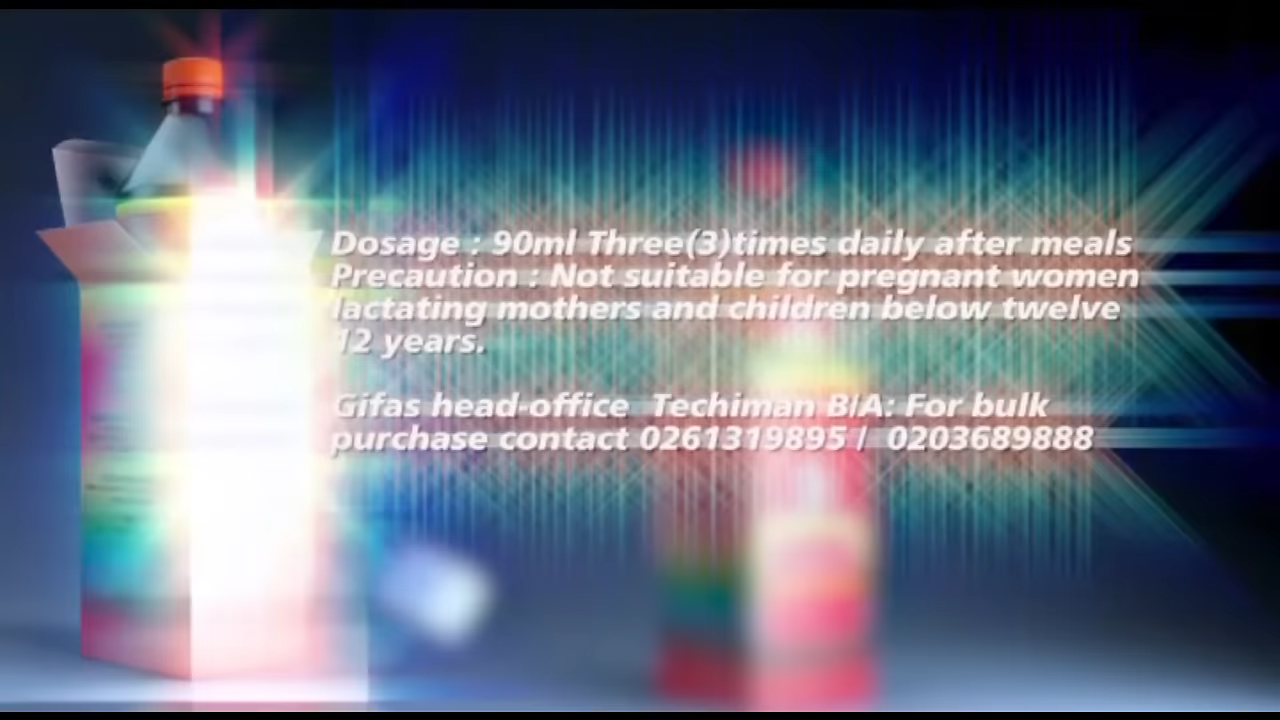 Dosage : 90ml Three(3)times daily after meals
Precaution : Not suitable for pregnant women
lactating mothers and children below twelve
12 years.
Gifas head-office Techiman B/A: For bulk
purchase contact 0261319895 / 0203689888